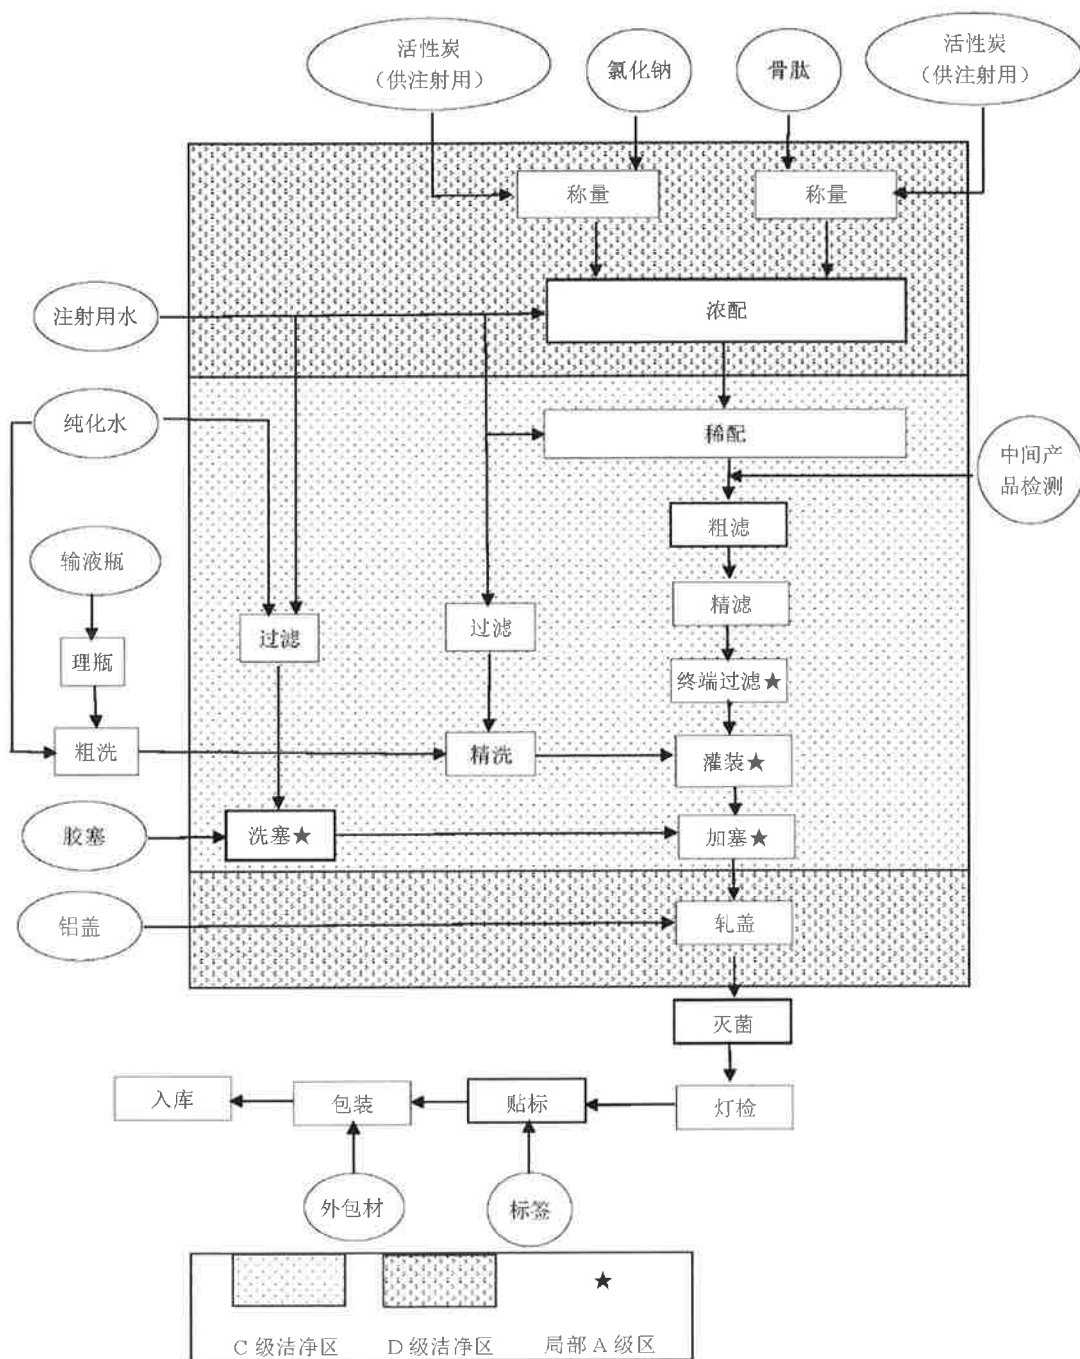 活性炭
（供注射用）
氯化钠
骨肽
活性炭
（供注射用）
称量
称量
注射用水
浓配
纯化水
稀配
中间产
品检测
粗滤
输液瓶
精滤
过滤
过滤
理瓶
终端过滤★
粗洗
精洗
灌装★
胶塞
洗塞★
加塞★
铝盖
轧盖
灭菌
入库
包装
贴标
灯检
外包材
标签
★
C 级洁净区
D 级洁净区
局部 A 级区